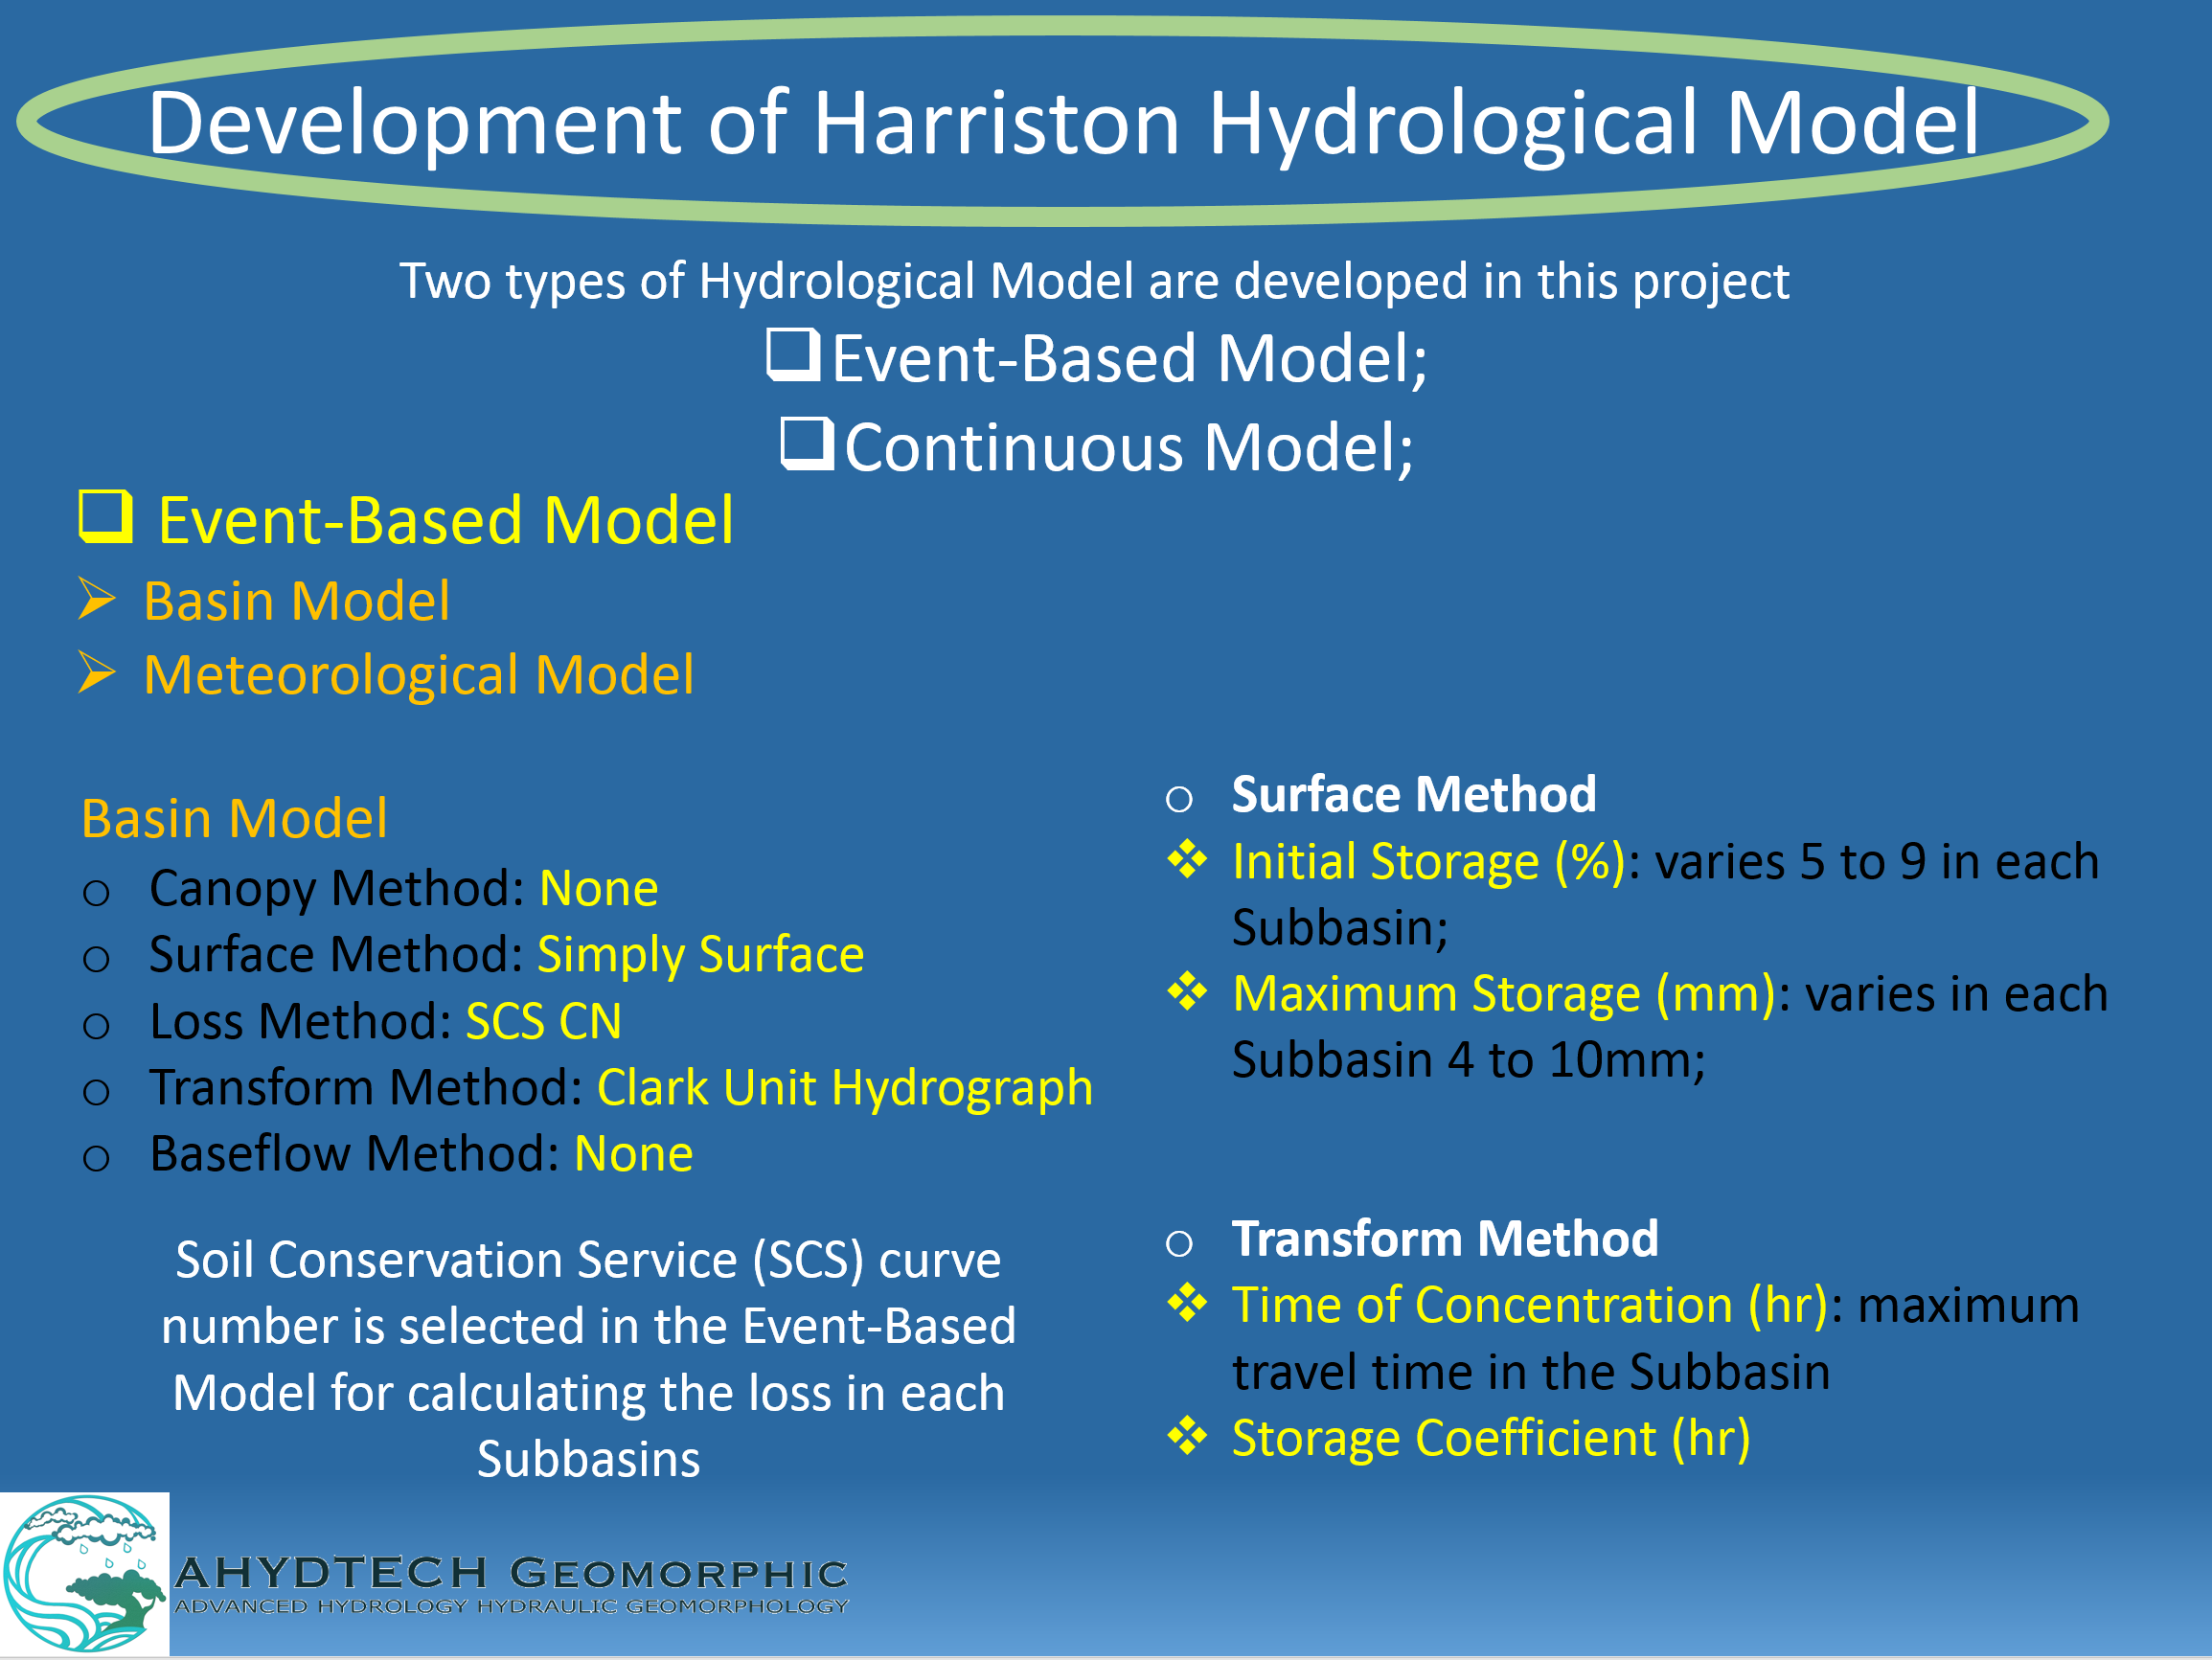 Development of Harriston Hydrological Model
Two types of Hydrological Model are developed in this project
Event-Based Model;
Continuous Model;
Event-Based Model
Basin Model
Meteorological Model
Basin Model
Canopy Method: None
Surface Method: Simply Surface
Loss Method: SCS CN
Transform Method: Clark Unit Hydrograph
Baseflow Method: None
Soil Conservation Service (SCS) curve
number is selected in the Event-Based
Model for calculating the loss in each
Subbasins
Surface Method
Initial Storage (%): varies 5 to 9 in each
Subbasin;
Maximum Storage (mm): varies in each
Subbasin 4 to 10mm;
Transform Method
Time of Concentration (hr): maximum
travel time in the Subbasin
Storage Coefficient (hr)
AHYDTECH GEOMORPHIC
ADVANCED HYDROLOGY HYDRAULIC GEOMORPHOLOGY